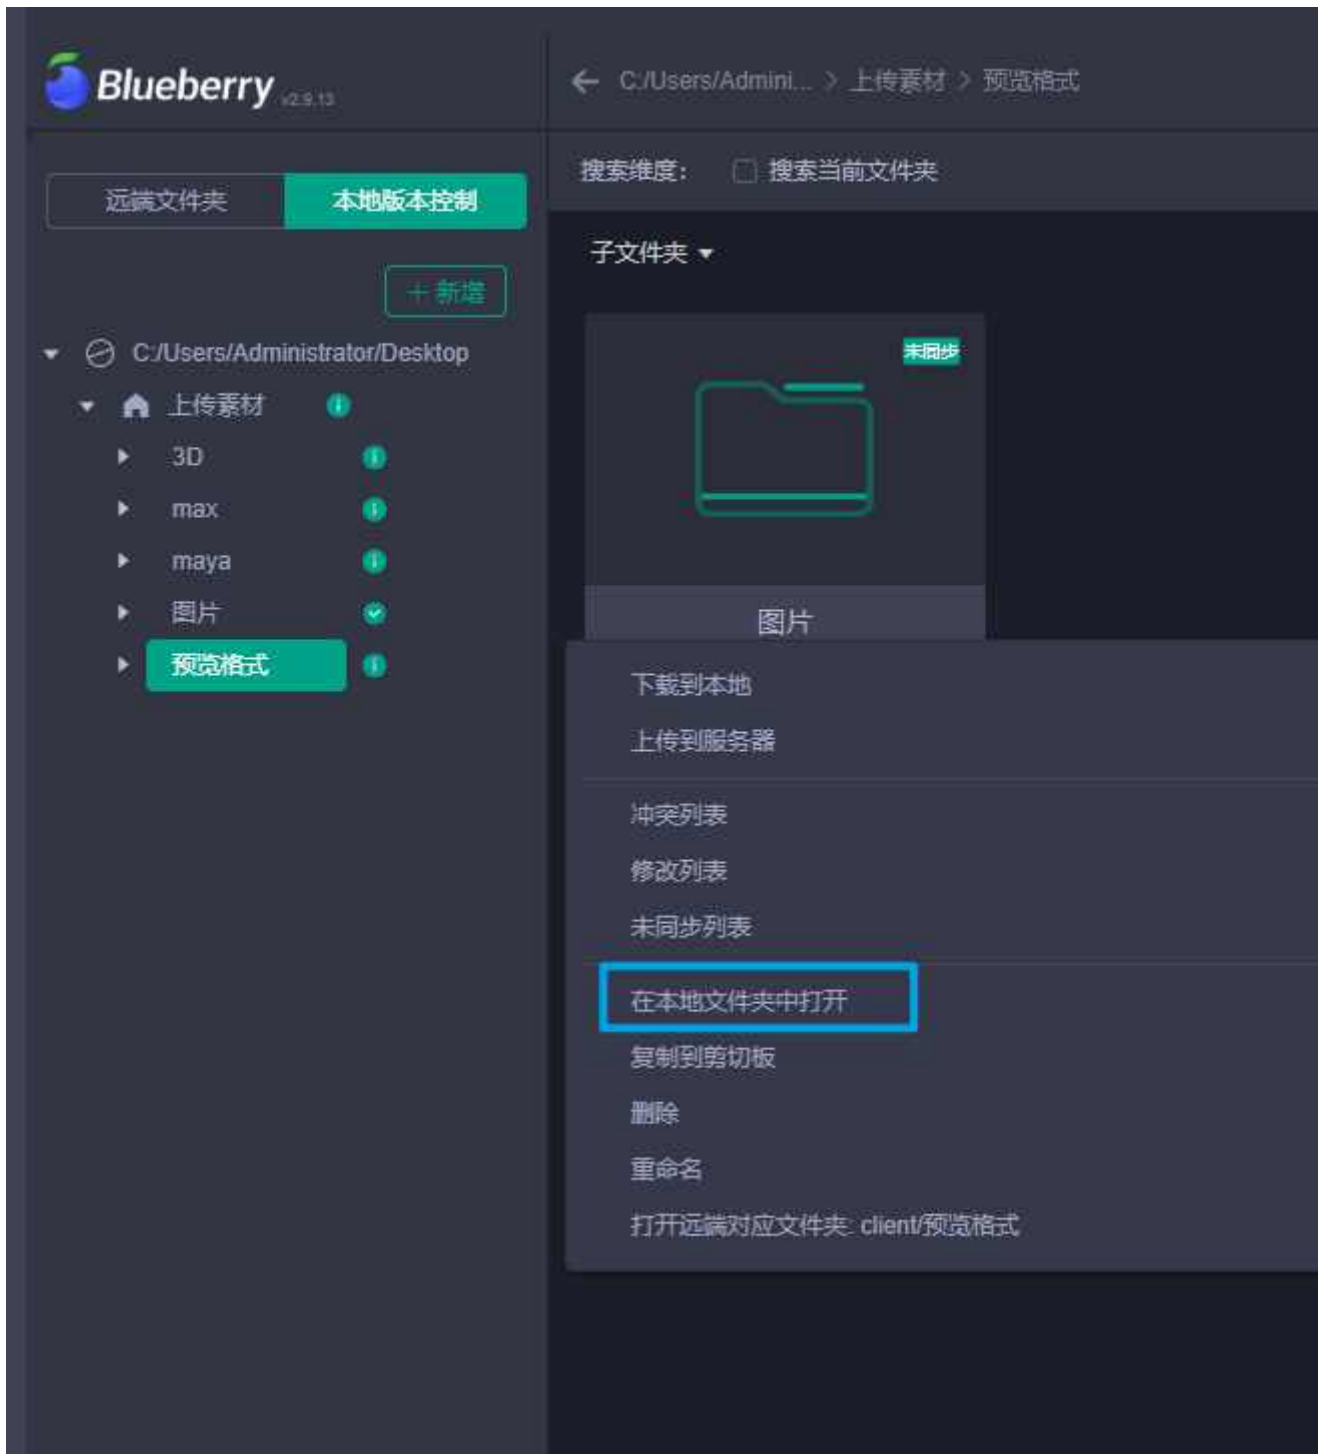 Blueberry v2.9.13
C:/Users/Admini... > 上传素材 > 预览格式
远端文件夹
本地版本控制
+ 新增
C:/Users/Administrator/Desktop
上传素材
3D
max
maya
图片
预览格式
搜索维度：
搜索当前文件夹
子文件夹
未同步
图片
下载到本地
上传到服务器
冲突列表
修改列表
未同步列表
在本地文件夹中打开
复制到剪切板
删除
重命名
打开远端对应文件夹: client/预览格式